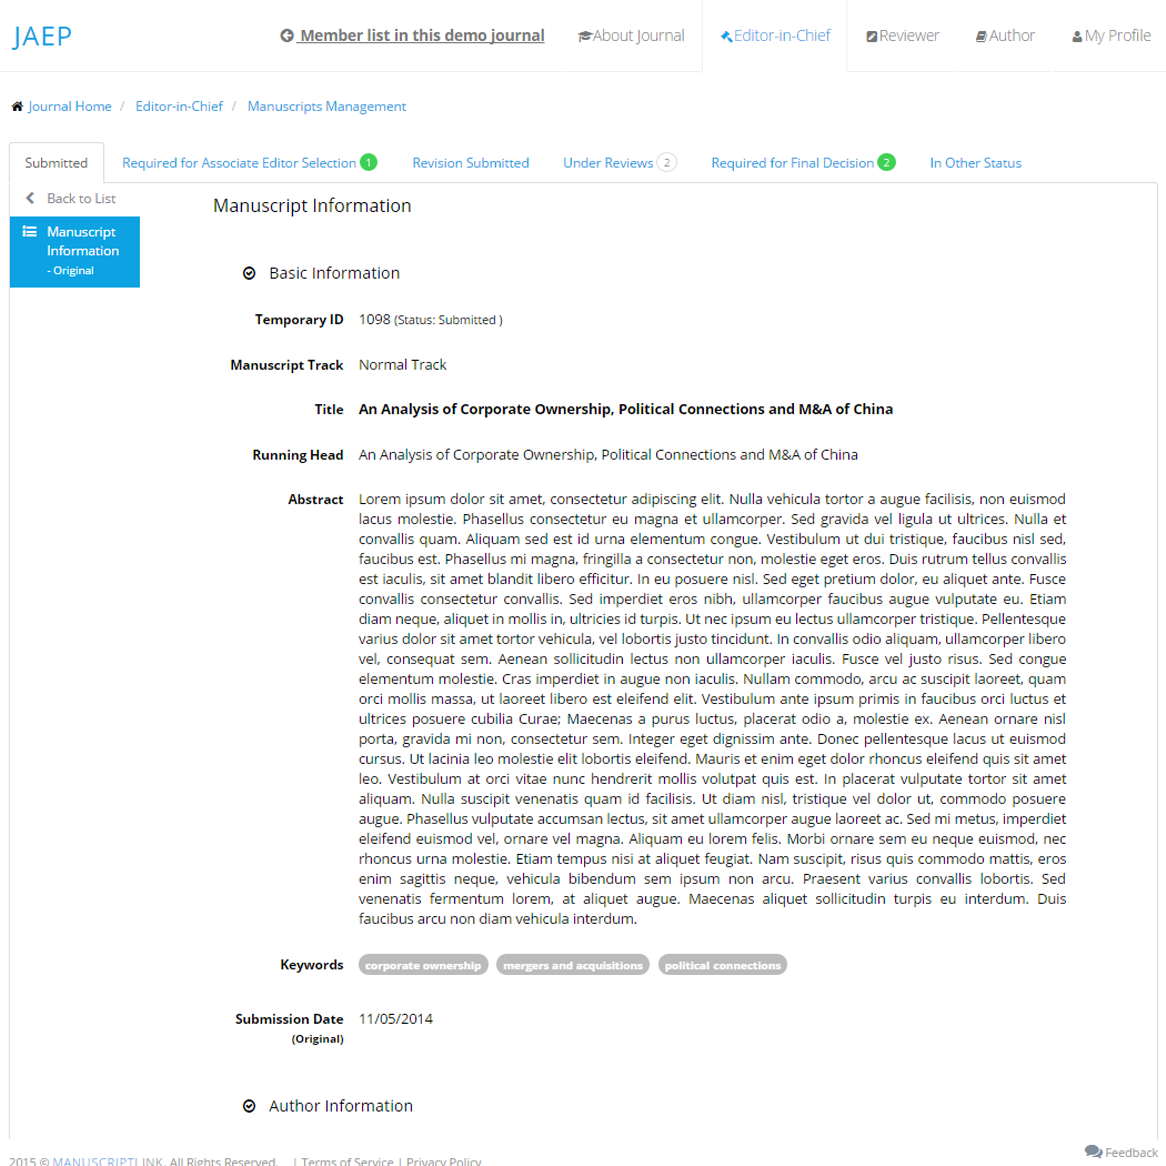 JAEP
Member list in this demo journal
About Journal
Editor-in-Chief
Reviewer
Author
My Profile
Journal Home / Editor-in-Chief / Manuscripts Management
Submitted
Required for Associate Editor Selection 1
Revision Submitted
Under Reviews 2
Required for Final Decision 2
In Other Status
Back to List
Manuscript
Information
- Original
Manuscript Information
Basic Information
Temporary ID 1098 (Status: Submitted )
Manuscript Track Normal Track
Title An Analysis of Corporate Ownership, Political Connections and M&A of China
Running Head An Analysis of Corporate Ownership, Political Connections and M&A of China
Abstract Lorem ipsum dolor sit amet, consectetur adipiscing elit. Nulla vehicula tortor a augue facilisis, non euismod
lacus molestie. Phasellus consectetur eu magna et ullamcorper. Sed gravida vel ligula ut ultrices. Nulla et
convallis quam. Aliquam sed est id urna elementum congue. Vestibulum ut dui tristique, faucibus nisl sed,
faucibus est. Phasellus mi magna, fringilla a consectetur non, molestie eget eros. Duis rutrum tellus convallis
est iaculis, sit amet blandit libero efficitur. In eu posuere nisl. Sed eget pretium dolor, eu aliquet ante. Fusce
convallis consectetur convallis. Sed imperdiet eros nibh, ullamcorper faucibus augue vulputate eu. Etiam
diam neque, aliquet in mollis in, ultricies id turpis. Ut nec ipsum eu lectus ullamcorper tristique. Pellentesque
varius dolor sit amet tortor vehicula, vel lobortis justo tincidunt. In convallis odio aliquam, ullamcorper libero
vel, consequat sem. Aenean sollicitudin lectus non ullamcorper iaculis. Fusce vel justo risus. Sed congue
elementum molestie. Cras imperdiet in augue non iaculis. Nullam commodo, arcu ac suscipit laoreet, quam
orci mollis massa, ut laoreet libero est eleifend elit. Vestibulum ante ipsum primis in faucibus orci luctus et
ultrices posuere cubilia Curae; Maecenas a purus luctus, placerat odio a, molestie ex. Aenean ornare nisl
porta, gravida mi non, consectetur sem. Integer eget dignissim ante. Donec pellentesque lacus ut euismod
cursus. Ut lacinia leo molestie elit lobortis eleifend. Mauris et enim eget dolor rhoncus eleifend quis sit amet
leo. Vestibulum at orci vitae nunc hendrerit mollis volutpat quis est. In placerat vulputate tortor sit amet
aliquam. Nulla suscipit venenatis quam id facilisis. Ut diam nisl, tristique vel dolor ut, commodo posuere
augue. Phasellus vulputate accumsan lectus, sit amet ullamcorper augue laoreet ac. Sed mi metus, imperdiet
eleifend euismod vel, ornare vel magna. Aliquam eu lorem felis. Morbi ornare sem eu neque euismod, nec
rhoncus urna molestie. Etiam tempus nisi at aliquet feugiat. Nam suscipit, risus quis commodo mattis, eros
enim sagittis neque, vehicula bibendum sem ipsum non arcu. Praesent varius convallis lobortis. Sed
venenatis fermentum lorem, at aliquet augue. Maecenas aliquet sollicitudin turpis eu interdum. Duis
faucibus arcu non diam vehicula interdum.
Keywords corporate ownership mergers and acquisitions political connections
Submission Date 11/05/2014
(Original)
Author Information
Feedback
2015 © MANUSCRIPTLINK. All Rights Reserved. | Terms of Service | Privacy Policy